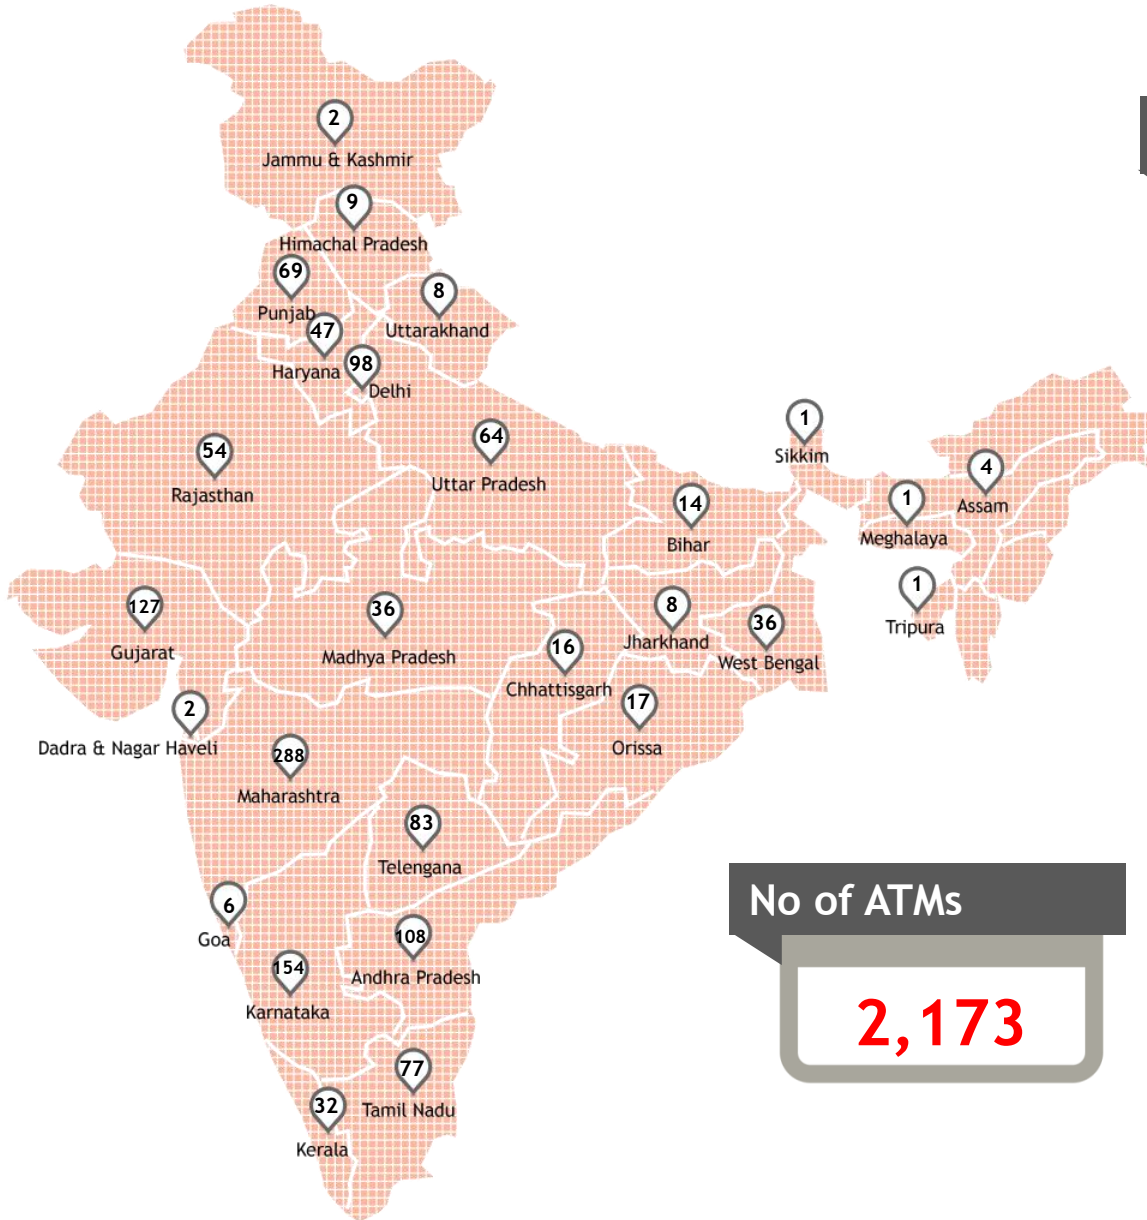 2
Jammu & Kashmir
9
Himachal Pradesh
69
Punjab
8
Uttarakhand
47
Haryana
98
Delhi
1
Sikkim
54
Rajasthan
64
Uttar Pradesh
4
Assam
14
Bihar
1
Meghalaya
1
Tripura
127
Gujarat
36
Madhya Pradesh
8
Jharkhand
36
West Bengal
16
Chhattisgarh
17
Orissa
2
Dadra & Nagar Haveli
288
Maharashtra
83
Telengana
6
Goa
108
Andhra Pradesh
154
Karnataka
77
Tamil Nadu
32
Kerala
No of ATMs
2,173